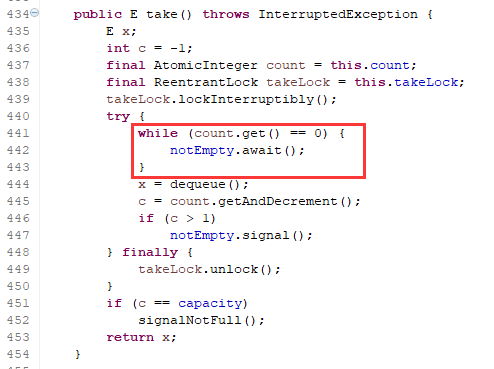 434 public E take() throws InterruptedException {
435 E x;
436 int c = -1;
437 final AtomicInteger count = this.count;
438 final ReentrantLock takeLock = this.takeLock;
439 takeLock.lockInterruptibly();
440 try {
441 while (count.get() == 0) {
442 notEmpty.await();
443 }
444 x = dequeue();
445 c = count.getAndDecrement();
446 if (c > 1)
447 notEmpty.signal();
448 } finally {
449 takeLock.unlock();
450 }
451 if (c == capacity)
452 signalNotFull();
453 return x;
454 }